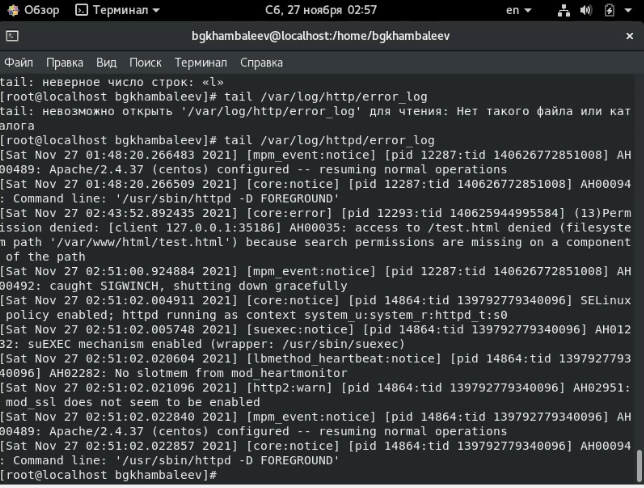 Обзор Терминал Сб, 27 ноября 02:57 en
bgkhambaleev@localhost:/home/bgkhambaleev
Файл Правка Вид Поиск Терминал Справка
tail: неверное число строк: «l»
[root@localhost bgkhambaleev]# tail /var/log/http/error_log
tail: невозможно открыть '/var/log/http/error_log' для чтения: Нет такого файла или кат
алога
[root@localhost bgkhambaleev]# tail /var/log/httpd/error_log
[Sat Nov 27 01:48:20.266483 2021] [mpm_event:notice] [pid 12287:tid 140626772851008] AH
00489: Apache/2.4.37 (centos) configured -- resuming normal operations
[Sat Nov 27 01:48:20.266509 2021] [core:notice] [pid 12287:tid 140626772851008] AH00094
: Command line: '/usr/sbin/httpd -D FOREGROUND'
[Sat Nov 27 02:43:52.892435 2021] [core:error] [pid 12293:tid 140625944995584] (13)Perm
ission denied: [client 127.0.0.1:35186] AH00035: access to /test.html denied (filesyste
m path '/var/www/html/test.html') because search permissions are missing on a component
 of the path
[Sat Nov 27 02:51:00.924884 2021] [mpm_event:notice] [pid 12287:tid 140626772851008] AH
00492: caught SIGWINCH, shutting down gracefully
[Sat Nov 27 02:51:02.004911 2021] [core:notice] [pid 14864:tid 139792779340096] SELinux
 policy enabled; httpd running as context system_u:system_r:httpd_t:s0
[Sat Nov 27 02:51:02.005748 2021] [suexec:notice] [pid 14864:tid 139792779340096] AH012
32: suEXEC mechanism enabled (wrapper: /usr/sbin/suexec)
[Sat Nov 27 02:51:02.020604 2021] [lbmethod_heartbeat:notice] [pid 14864:tid 1397927793
40096] AH02282: No slotmem from mod_heartmonitor
[Sat Nov 27 02:51:02.021096 2021] [http2:warn] [pid 14864:tid 139792779340096] AH02951:
 mod_ssl does not seem to be enabled
[Sat Nov 27 02:51:02.022840 2021] [mpm_event:notice] [pid 14864:tid 139792779340096] AH
00489: Apache/2.4.37 (centos) configured -- resuming normal operations
[Sat Nov 27 02:51:02.022857 2021] [core:notice] [pid 14864:tid 139792779340096] AH00094
: Command line: '/usr/sbin/httpd -D FOREGROUND'
[root@localhost bgkhambaleev]#